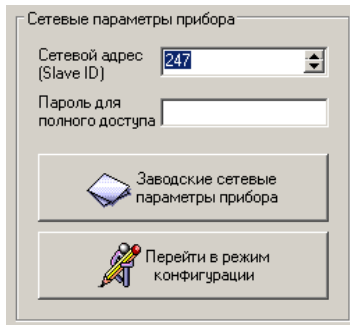 Сетевые параметры прибора
Сетевой адрес
(Slave ID)
247
Пароль для
полного доступа
Заводские сетевые
параметры прибора
Перейти в режим
конфигурации